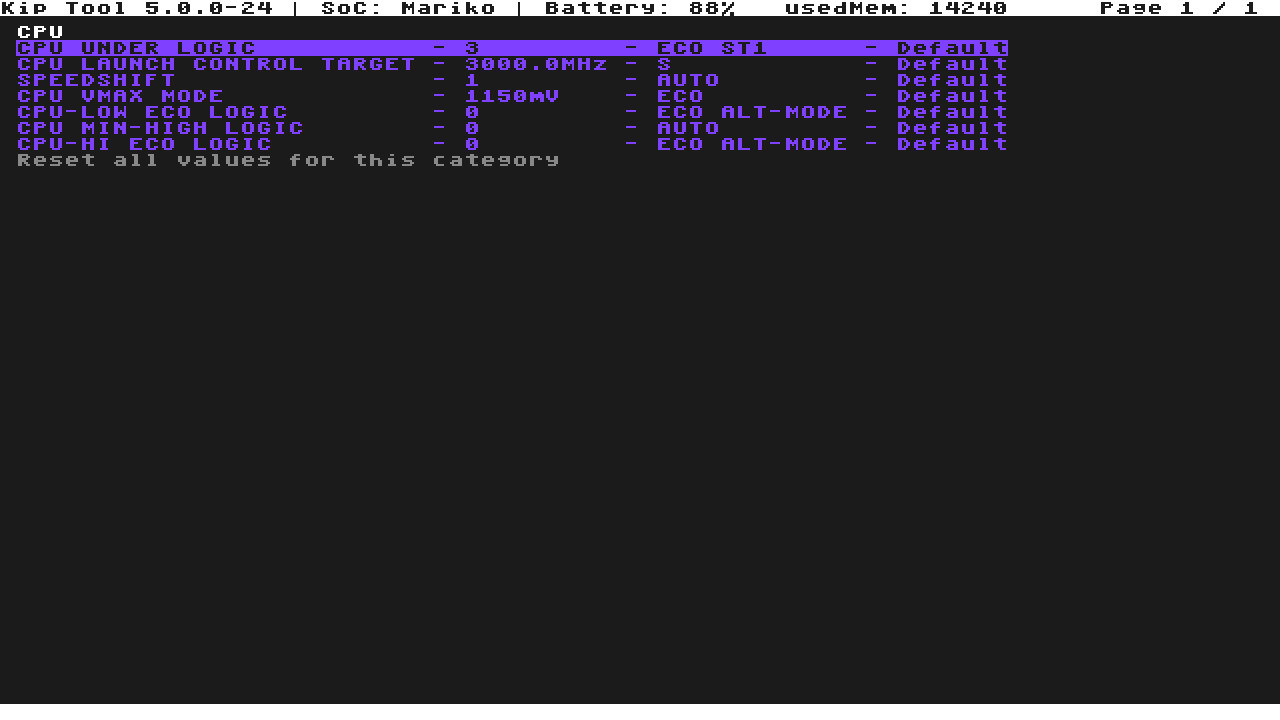 Kip Tool 5.0.0-24 | SoC: Mariko | Battery: 88% usedMem: 14240 Page 1 / 1
CPU
CPU UNDER LOGIC - 3 - ECO ST1 - Default
CPU LAUNCH CONTROL TARGET - 3000.0MHz - S - Default
SPEEDSHIFT - 1 - AUTO - Default
CPU VMAX MODE - 1150mV - ECO - Default
CPU-LOW ECO LOGIC - 0 - ECO ALT-MODE - Default
CPU MIN-HIGH LOGIC - 0 - AUTO - Default
CPU-HI ECO LOGIC - 0 - ECO ALT-MODE - Default
Reset all values for this category